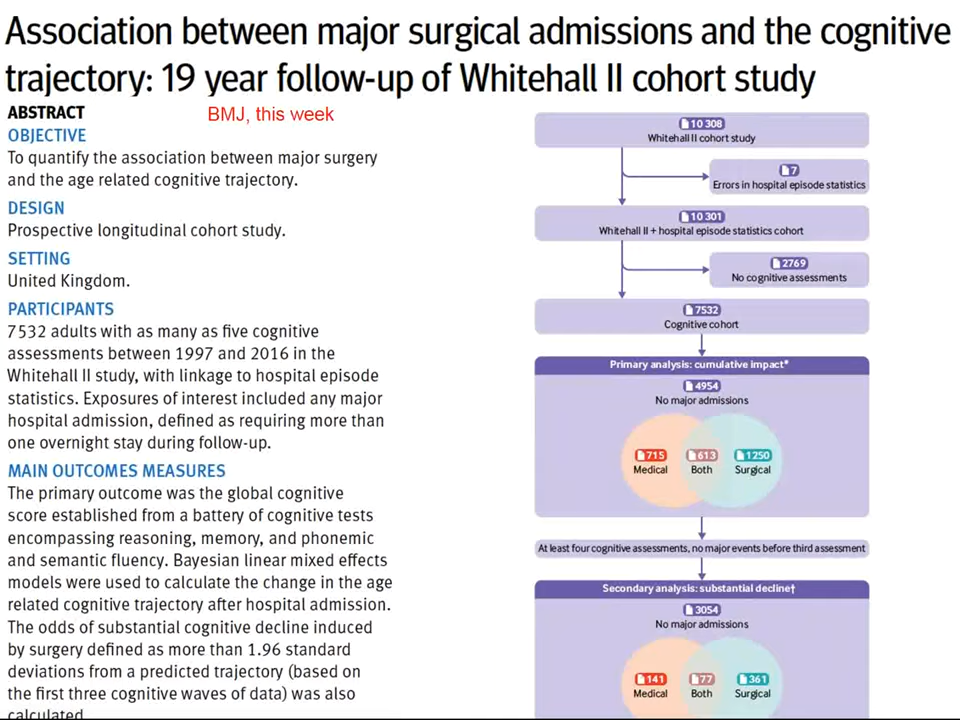 Association between major surgical admissions and the cognitive
trajectory: 19 year follow-up of Whitehall II cohort study
ABSTRACT
BMJ, this week
OBJECTIVE
To quantify the association between major surgery
and the age related cognitive trajectory.
DESIGN
Prospective longitudinal cohort study.
SETTING
United Kingdom.
PARTICIPANTS
7532 adults with as many as five cognitive
assessments between 1997 and 2016 in the
Whitehall II study, with linkage to hospital episode
statistics. Exposures of interest included any major
hospital admission, defined as requiring more than
one overnight stay during follow-up.
MAIN OUTCOMES MEASURES
The primary outcome was the global cognitive
score established from a battery of cognitive tests
encompassing reasoning, memory, and phonemic
and semantic fluency. Bayesian linear mixed effects
models were used to calculate the change in the age
related cognitive trajectory after hospital admission.
The odds of substantial cognitive decline induced
by surgery defined as more than 1.96 standard
deviations from a predicted trajectory (based on
the first three cognitive waves of data) was also
calculated
10 308
Whitehall II cohort study
7
Errors in hospital episode statistics
10 301
Whitehall II + hospital episode statistics cohort
2769
No cognitive assessments
7532
Cognitive cohort
Primary analysis: cumulative impact*
4954
No major admissions
715
Medical
613
Both
1250
Surgical
At least four cognitive assessments, no major events before third assessment
Secondary analysis: substantial decline†
3054
No major admissions
141
Medical
77
Both
361
Surgical